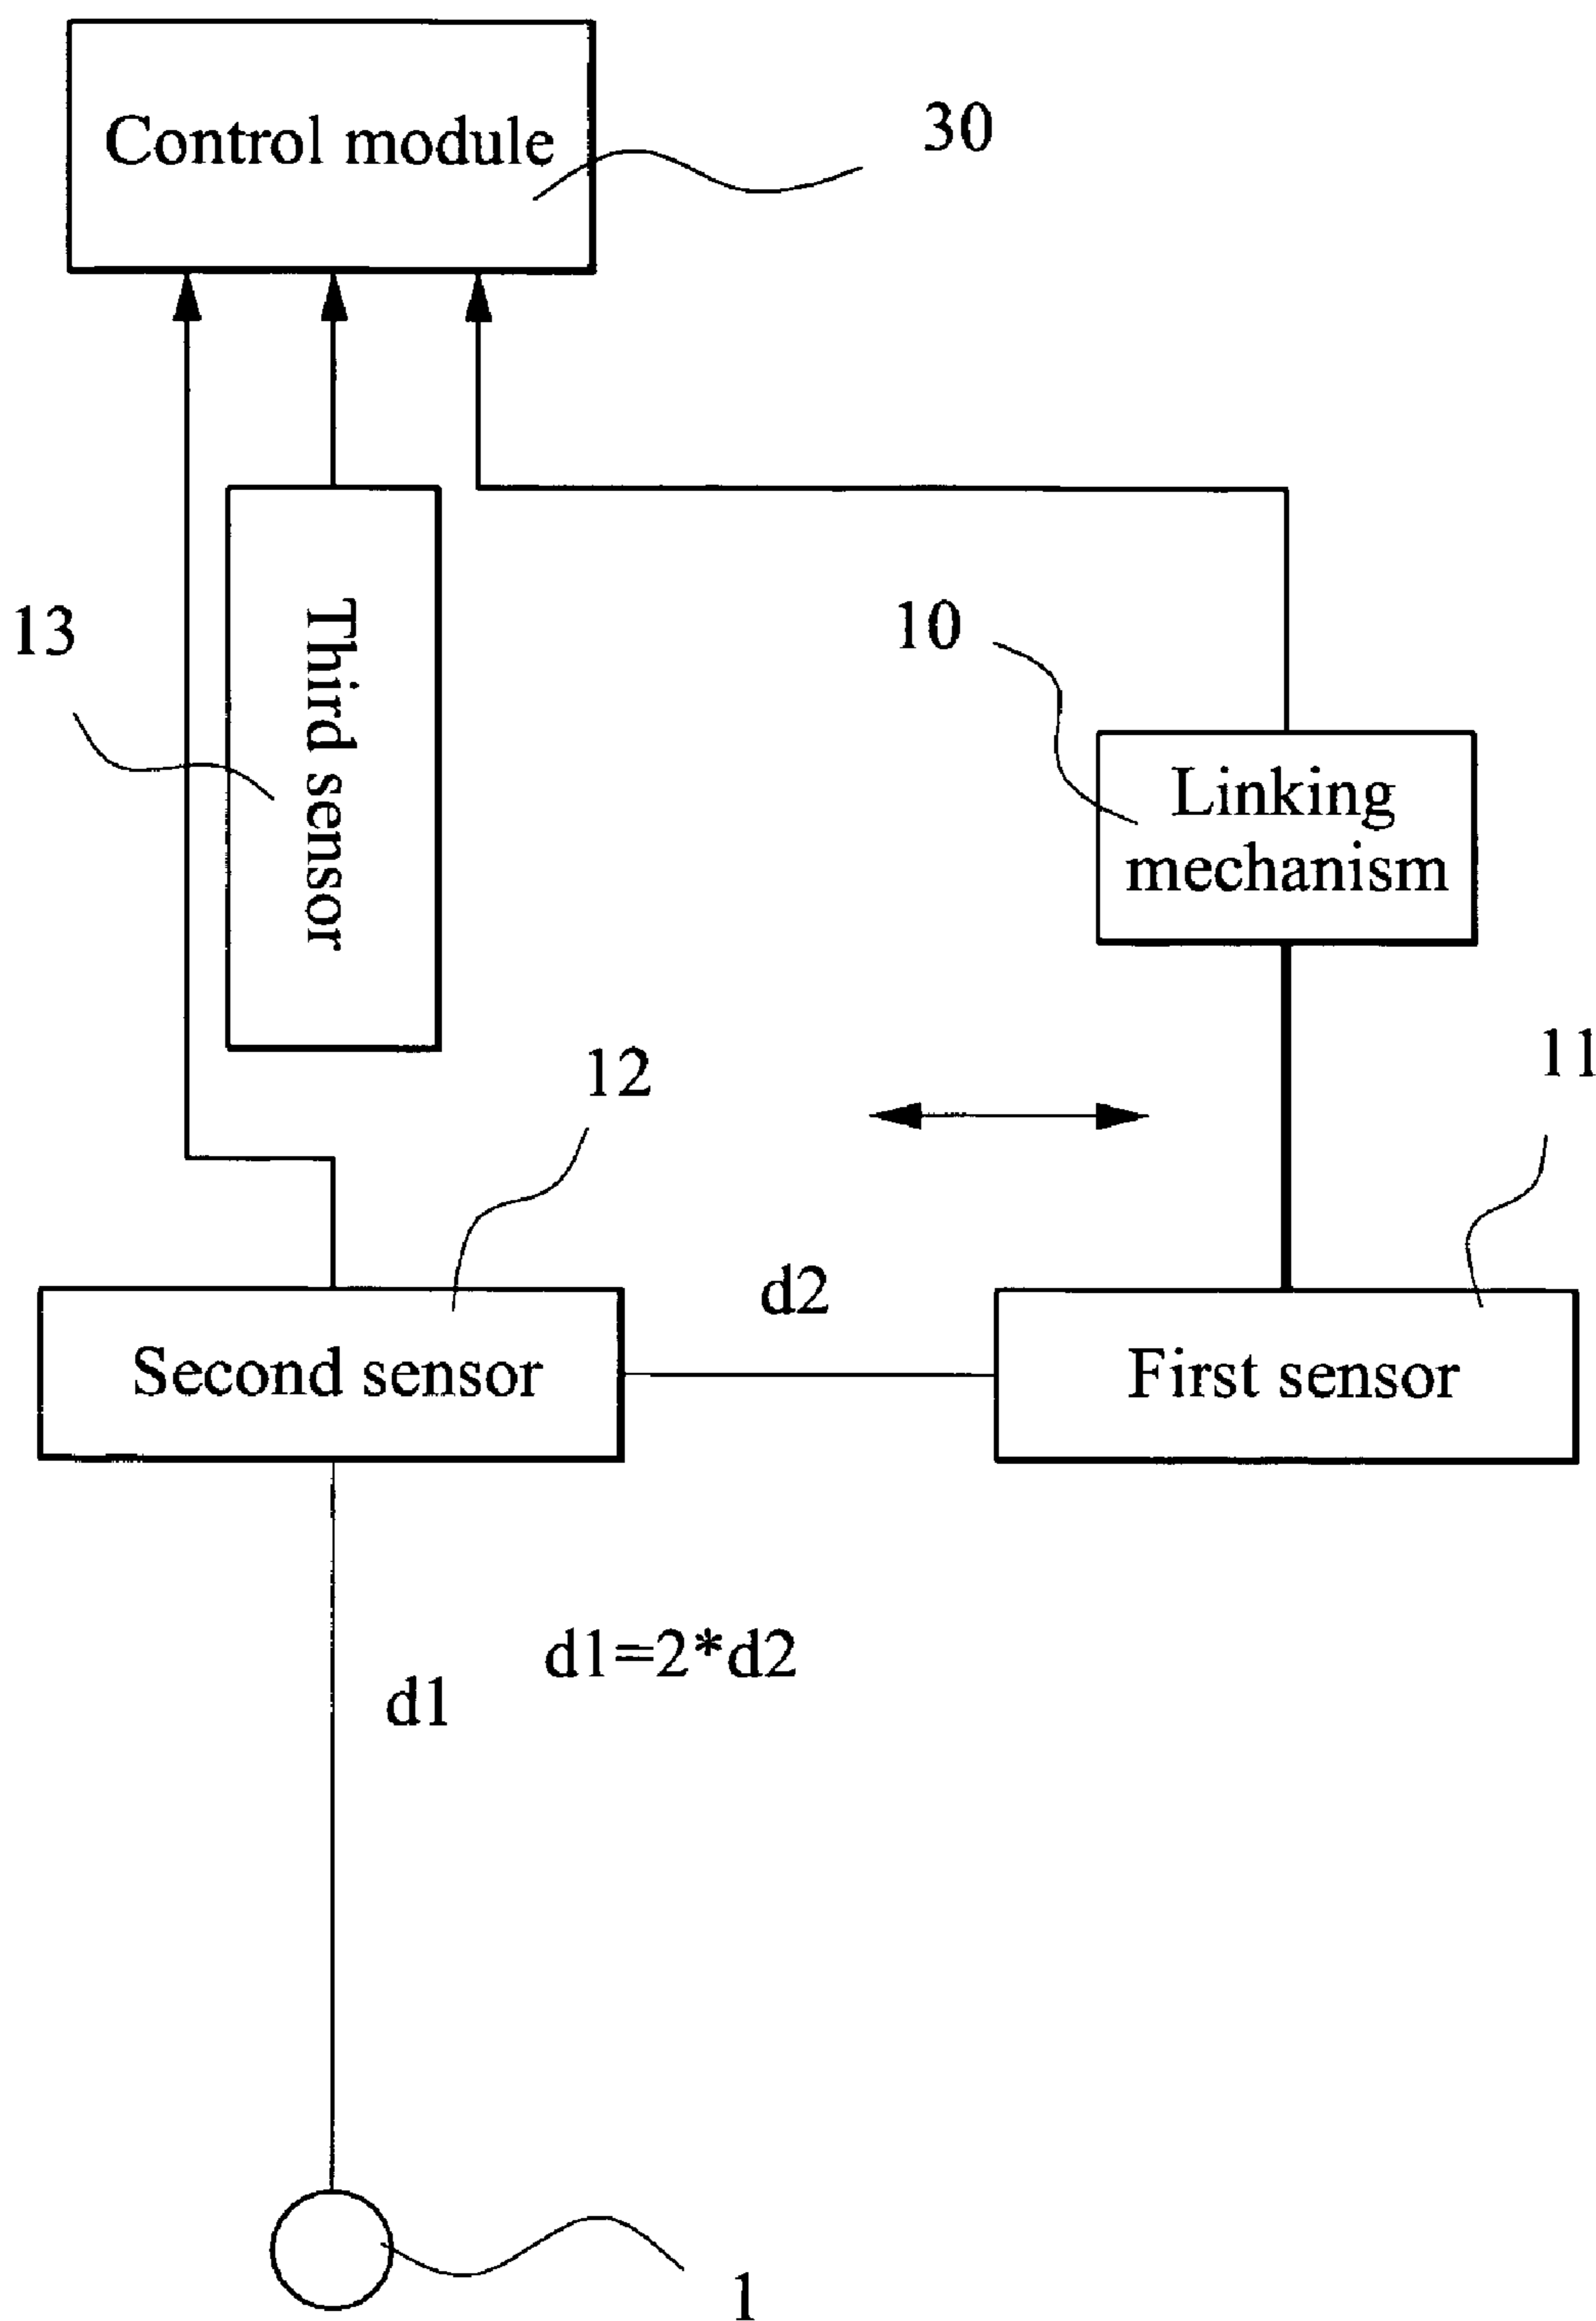 Control module
30
13
Third sensor
10
Linking
mechanism
12
11
d2
Second sensor
First sensor
d1=2*d2
d1
1